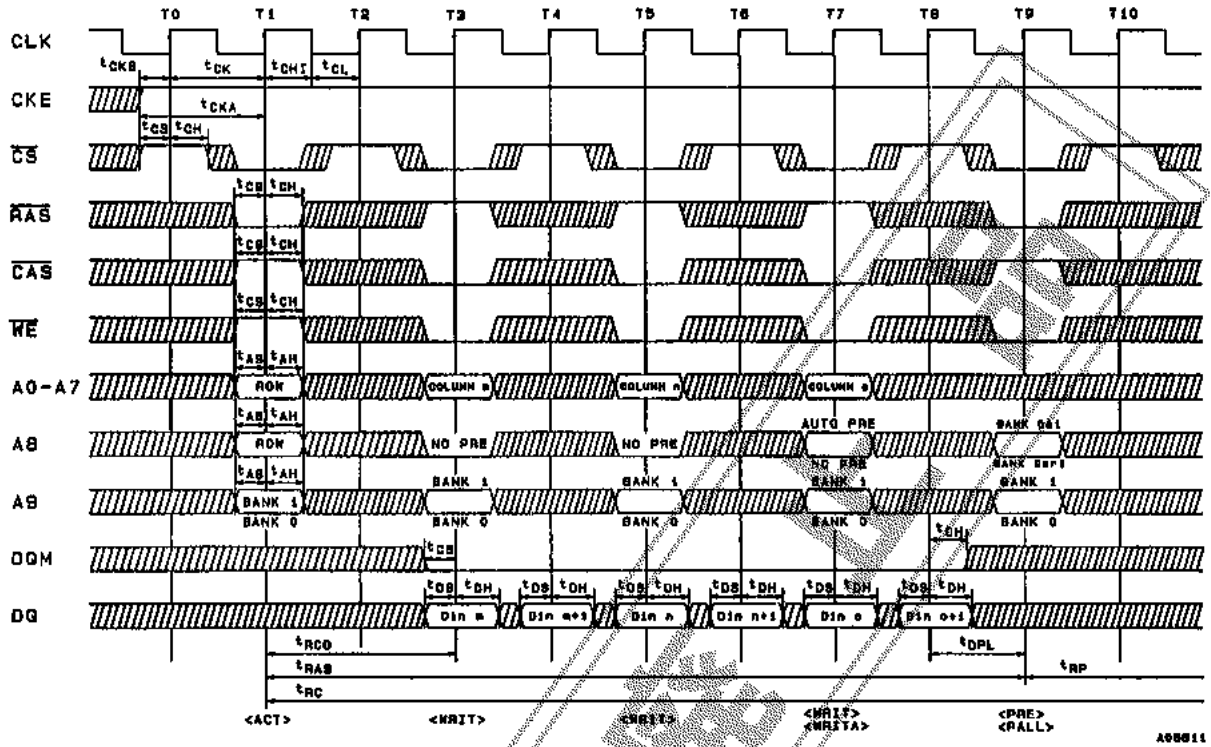 T0 T1 T2 T3 T4 T5 T6 T7 T8 T9 T10
CLK
tCKS tCK tCHI tCL
CKE
tCKA
tCS tCH
CS
tCS tCH
RAS
tCS tCH
CAS
tCS tCH
WE
tAS tAH
A0-A7 ROW COLUMN m COLUMN n COLUMN o
tAS tAH AUTO PRE BANK 0&1
A8 ROW NO PRE NO PRE
NO PRE BANK 0or1
tAS tAH BANK 1 BANK 1 BANK 1 BANK 1
A9 BANK 1
BANK 0 BANK 0 BANK 0 BANK 0 BANK 0
tCS tCH
DQM
tDS tDH tDS tDH tDS tDH tDS tDH tDS tDH tDS tDH
DQ Din m Din m+1 Din n Din n+1 Din o Din o+1
tRCD tDPL
tRAS tRP
tRC
<ACT> <WRIT> <WRIT> <WRIT> <PRE>
<WRITA> <PALL>